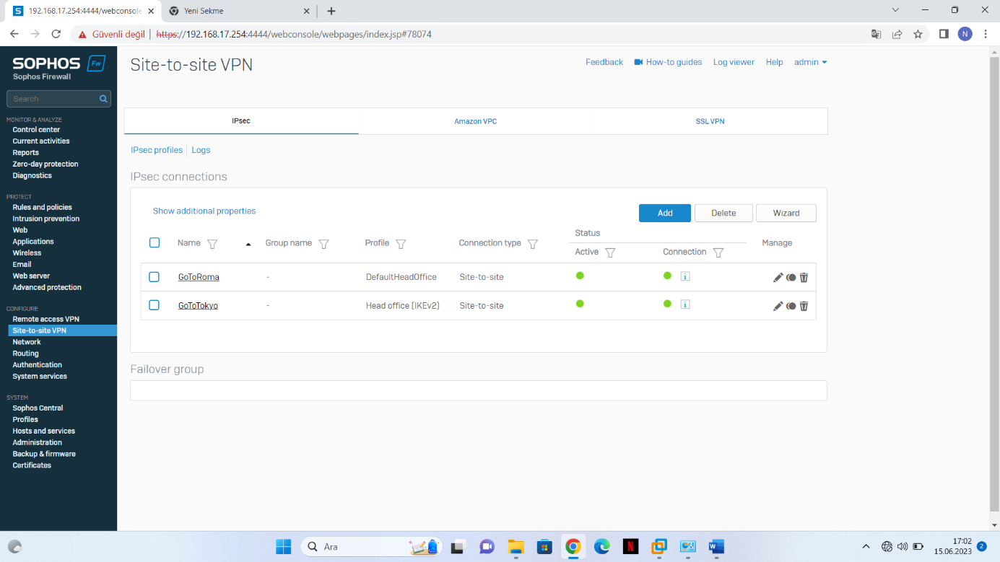 192.168.17.254:4444/webconsole
Yeni Sekme
Güvenli değil
https://192.168.17.254:4444/webconsole/webpages/index.jsp#78074
N
SOPHOS
Fw
Sophos Firewall
Search
MONITOR & ANALYZE
Control center
Current activities
Reports
Zero-day protection
Diagnostics
PROTECT
Rules and policies
Intrusion prevention
Web
Applications
Wireless
Email
Web server
Advanced protection
CONFIGURE
Remote access VPN
Site-to-site VPN
Network
Routing
Authentication
System services
SYSTEM
Sophos Central
Profiles
Hosts and services
Administration
Backup & firmware
Certificates
Site-to-site VPN
Feedback How-to guides Log viewer Help admin
IPsec Amazon VPC SSL VPN
IPsec profiles Logs
IPsec connections
Show additional properties
Add Delete Wizard
Status
Name Group name Profile Connection type Manage
Active Connection
GoToRoma - DefaultHeadOffice Site-to-site
GoToTokyo - Head office (IKEv2) Site-to-site
Failover group
Ara
17:02
15.06.2023
2